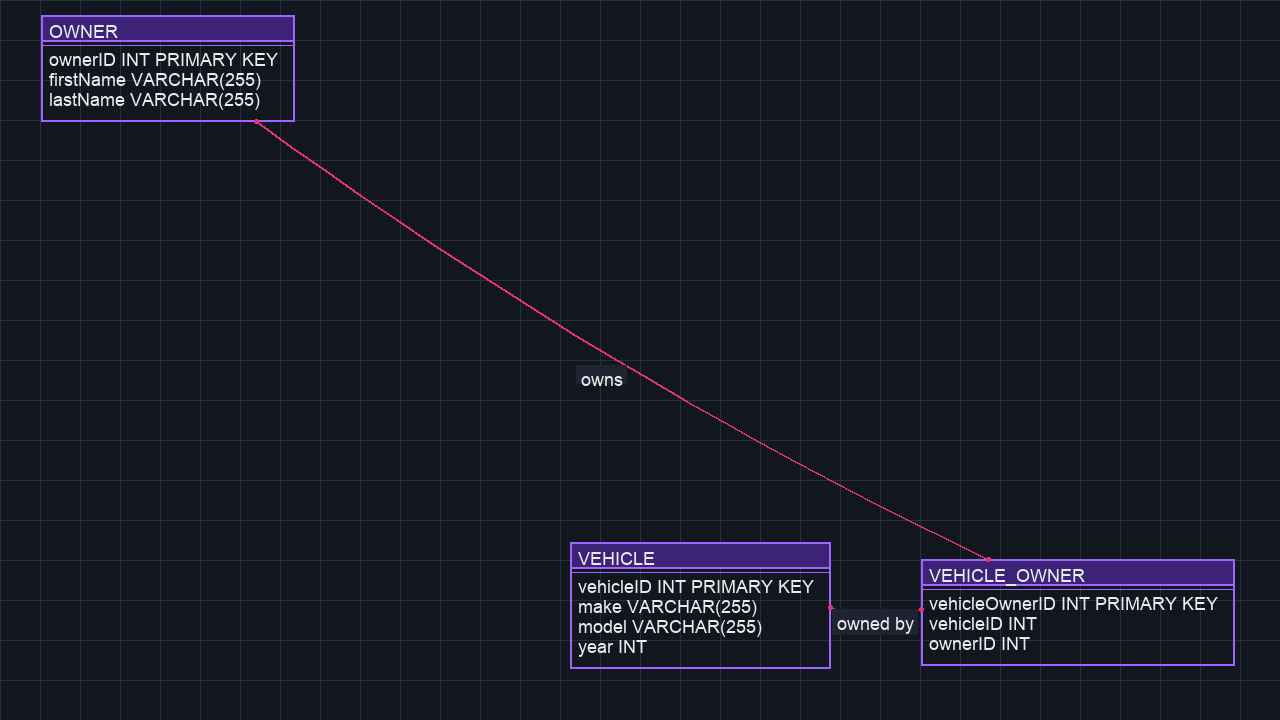 OWNER
ownerID INT PRIMARY KEY
firstName VARCHAR(255)
lastName VARCHAR(255)
owns
VEHICLE
vehicleID INT PRIMARY KEY
make VARCHAR(255)
model VARCHAR(255)
year INT
owned by
VEHICLE_OWNER
vehicleOwnerID INT PRIMARY KEY
vehicleID INT
ownerID INT